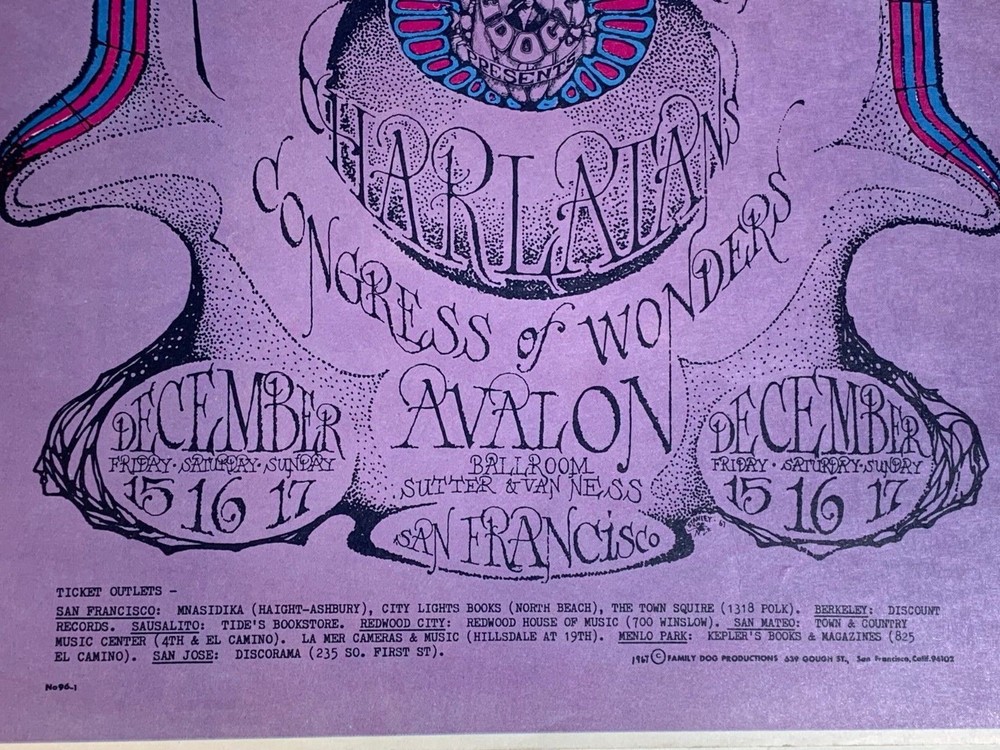 DOG
PRESENTS
CHARLATANS
CONGRESS of WONDERS
AVALON
BALLROOM
SUTTER & VAN NESS
SAN FRANCISCO
DECEMBER
FRIDAY · SATURDAY · SUNDAY
15 16 17
DECEMBER
FRIDAY · SATURDAY · SUNDAY
15 16 17
TICKET OUTLETS -
SAN FRANCISCO: MNASIDIKA (HAIGHT-ASHBURY), CITY LIGHTS BOOKS (NORTH BEACH), THE TOWN SQUIRE (1318 POLK). BERKELEY: DISCOUNT
RECORDS. SAUSALITO: TIDE'S BOOKSTORE. REDWOOD CITY: REDWOOD HOUSE OF MUSIC (700 WINSLOW). SAN MATEO: TOWN & COUNTRY
MUSIC CENTER (4TH & EL CAMINO). LA MER CAMERAS & MUSIC (HILLSDALE AT 19TH). MENLO PARK: KEPLER'S BOOKS & MAGAZINES (825
EL CAMINO). SAN JOSE: DISCORAMA (235 SO. FIRST ST).
1967 © FAMILY DOG PRODUCTIONS 639 GOUGH ST., San Francisco, Calif. 94102
No 96-1